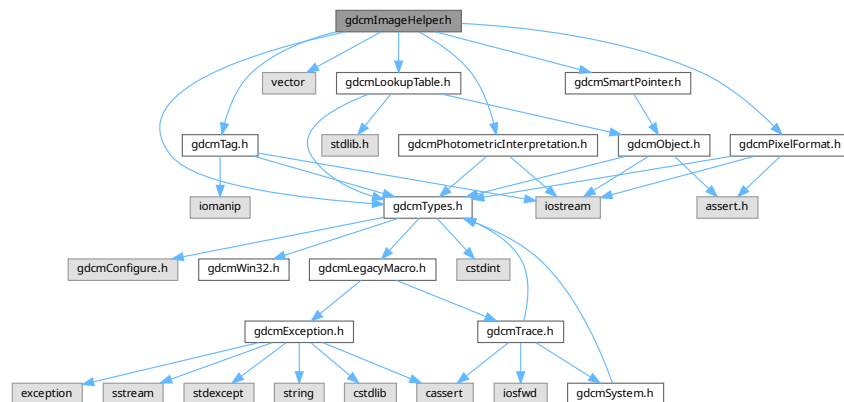 gdcmImageHelper.h
vector
gdcmLookupTable.h
gdcmSmartPointer.h
gdcmTag.h
stdlib.h
gdcmPhotometricInterpretation.h
gdcmObject.h
gdcmPixelFormat.h
iomanip
gdcmTypes.h
iostream
assert.h
gdcmConfigure.h
gdcmWin32.h
gdcmLegacyMacro.h
cstdint
gdcmException.h
gdcmTrace.h
exception
sstream
stdexcept
string
cstdlib
cassert
iosfwd
gdcmSystem.h